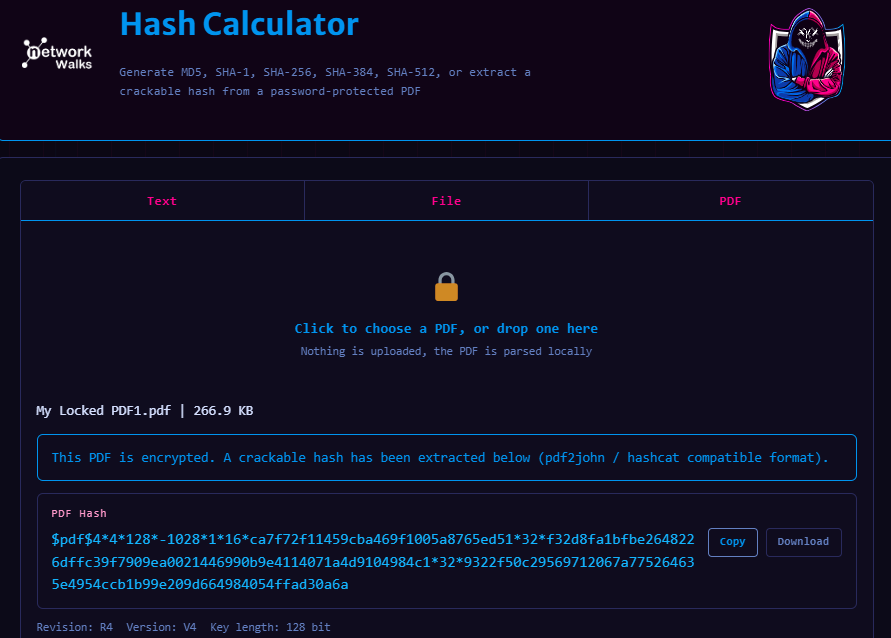 Hash Calculator
network
Walks
Generate MD5, SHA-1, SHA-256, SHA-384, SHA-512, or extract a
crackable hash from a password-protected PDF
Text
File
PDF
Click to choose a PDF, or drop one here
Nothing is uploaded, the PDF is parsed locally
My Locked PDF1.pdf | 266.9 KB
This PDF is encrypted. A crackable hash has been extracted below (pdf2john / hashcat compatible format).
PDF Hash
$pdf$4*4*128*-1028*1*16*ca7f72f11459cba469f1005a8765ed51*32*f32d8fa1bfbe264822
6dffc39f7909ea0021446990b9e4114071a4d9104984c1*32*9322f50c29569712067a77526463
5e4954ccb1b99e209d664984054ffad30a6a
Copy
Download
Revision: R4 Version: V4 Key length: 128 bit